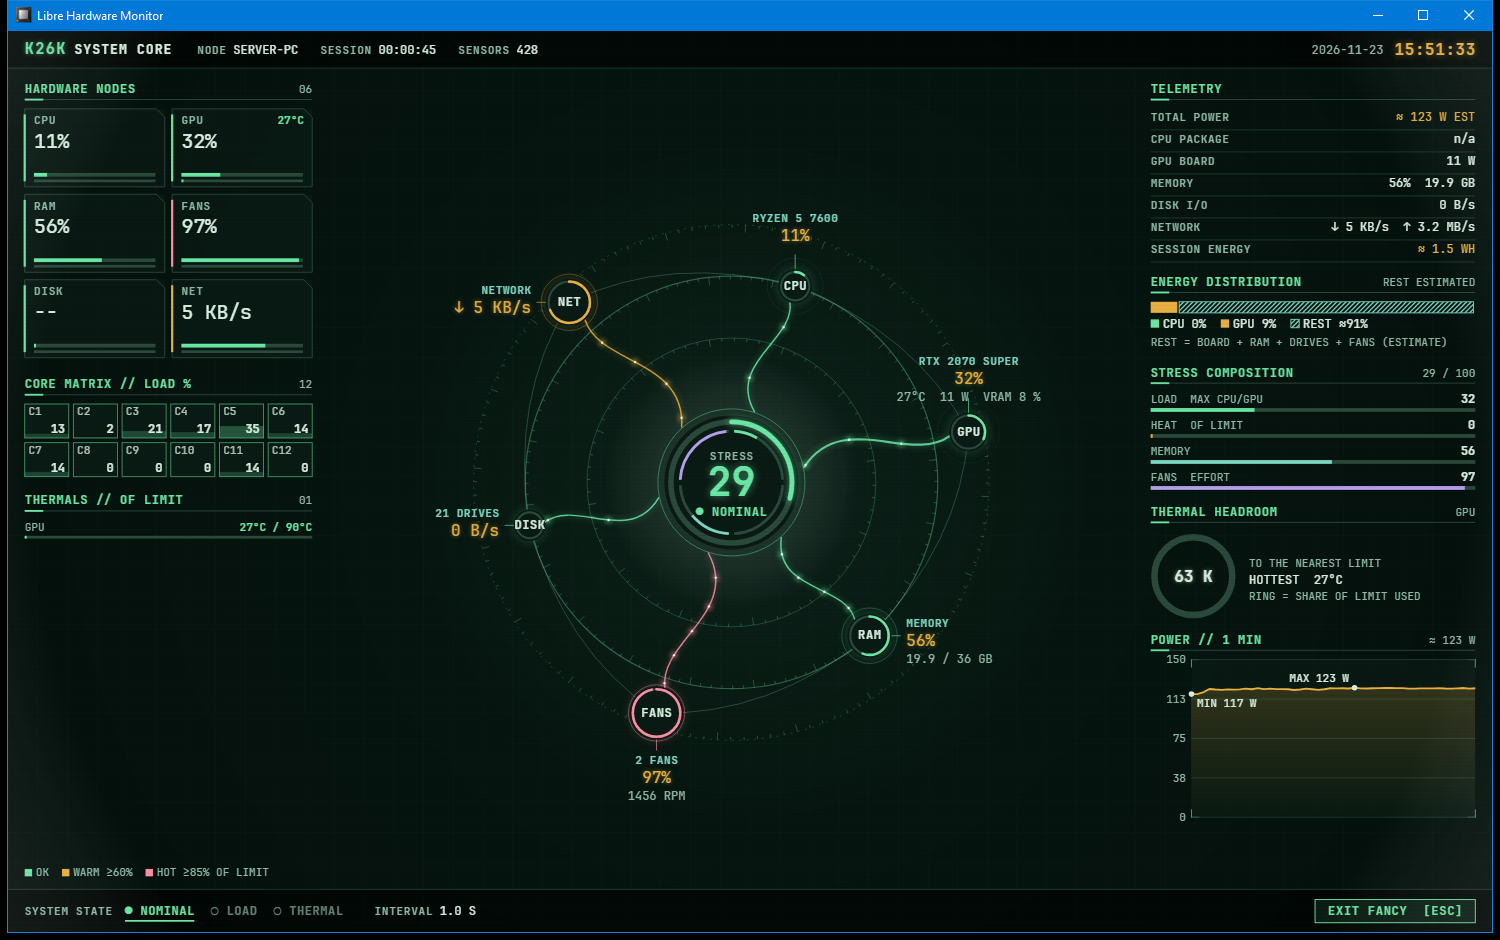 Libre Hardware Monitor
K26K SYSTEM CORE NODE SERVER-PC SESSION 00:00:45 SENSORS 428 2026-11-23 15:51:33
HARDWARE NODES 06
CPU
11%
GPU 27°C
32%
RAM
56%
FANS
97%
DISK
--
NET
5 KB/s
CORE MATRIX // LOAD % 12
C1 13 C2 2 C3 21 C4 17 C5 35 C6 14
C7 14 C8 0 C9 0 C10 0 C11 14 C12 0
THERMALS // OF LIMIT 01
GPU 27°C / 90°C
OK WARM ≥60% HOT ≥85% OF LIMIT
RYZEN 5 7600
11%
CPU
NETWORK
↓ 5 KB/s
NET
RTX 2070 SUPER
32%
27°C 11 W VRAM 8 %
GPU
STRESS
29
● NOMINAL
21 DRIVES
0 B/s
DISK
RAM
MEMORY
56%
19.9 / 36 GB
FANS
2 FANS
97%
1456 RPM
TELEMETRY
TOTAL POWER ≈ 123 W EST
CPU PACKAGE n/a
GPU BOARD 11 W
MEMORY 56% 19.9 GB
DISK I/O 0 B/s
NETWORK ↓ 5 KB/s ↑ 3.2 MB/s
SESSION ENERGY ≈ 1.5 WH
ENERGY DISTRIBUTION REST ESTIMATED
CPU 0% GPU 9% REST ≈91%
REST = BOARD + RAM + DRIVES + FANS (ESTIMATE)
STRESS COMPOSITION 29 / 100
LOAD MAX CPU/GPU 32
HEAT OF LIMIT 0
MEMORY 56
FANS EFFORT 97
THERMAL HEADROOM GPU
63 K
TO THE NEAREST LIMIT
HOTTEST 27°C
RING = SHARE OF LIMIT USED
POWER // 1 MIN ≈ 123 W
150
MAX 123 W
113
MIN 117 W
75
38
0
SYSTEM STATE ● NOMINAL ○ LOAD ○ THERMAL INTERVAL 1.0 S EXIT FANCY [ESC]